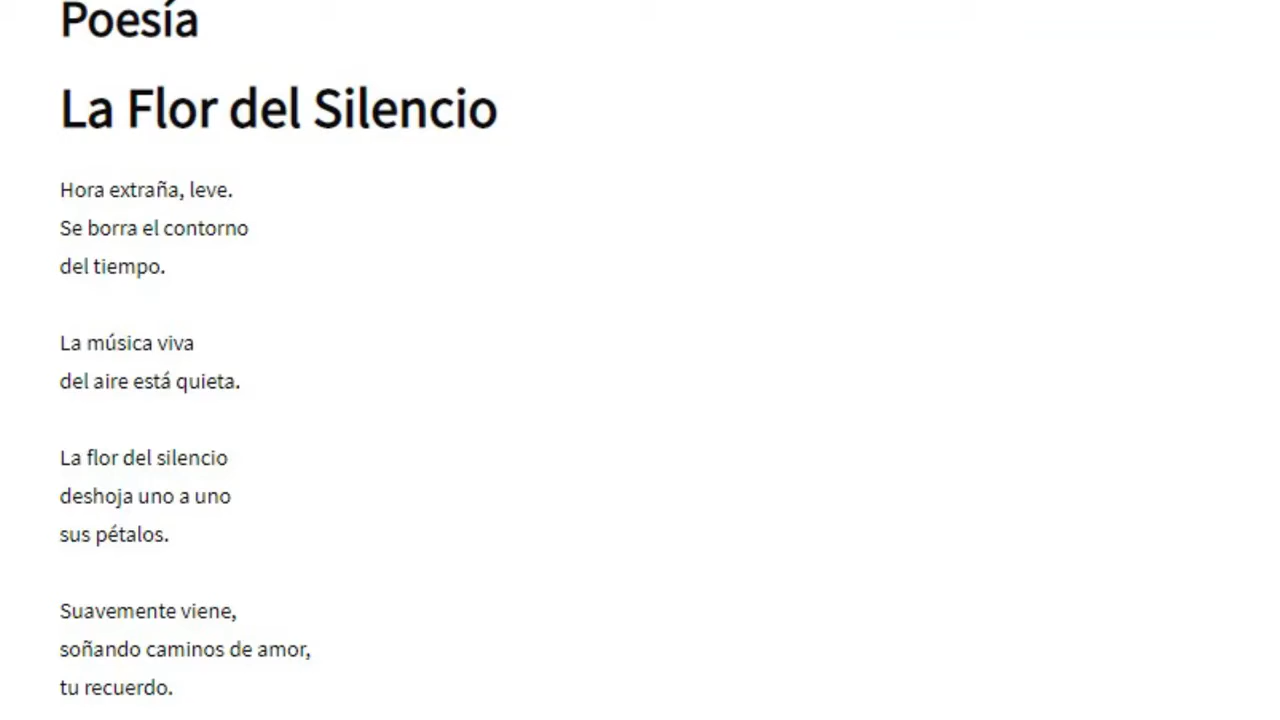 Poesía
La Flor del Silencio
Hora extraña, leve.
Se borra el contorno
del tiempo.
La música viva
del aire está quieta.
La flor del silencio
deshoja uno a uno
sus pétalos.
Suavemente viene,
soñando caminos de amor,
tu recuerdo.